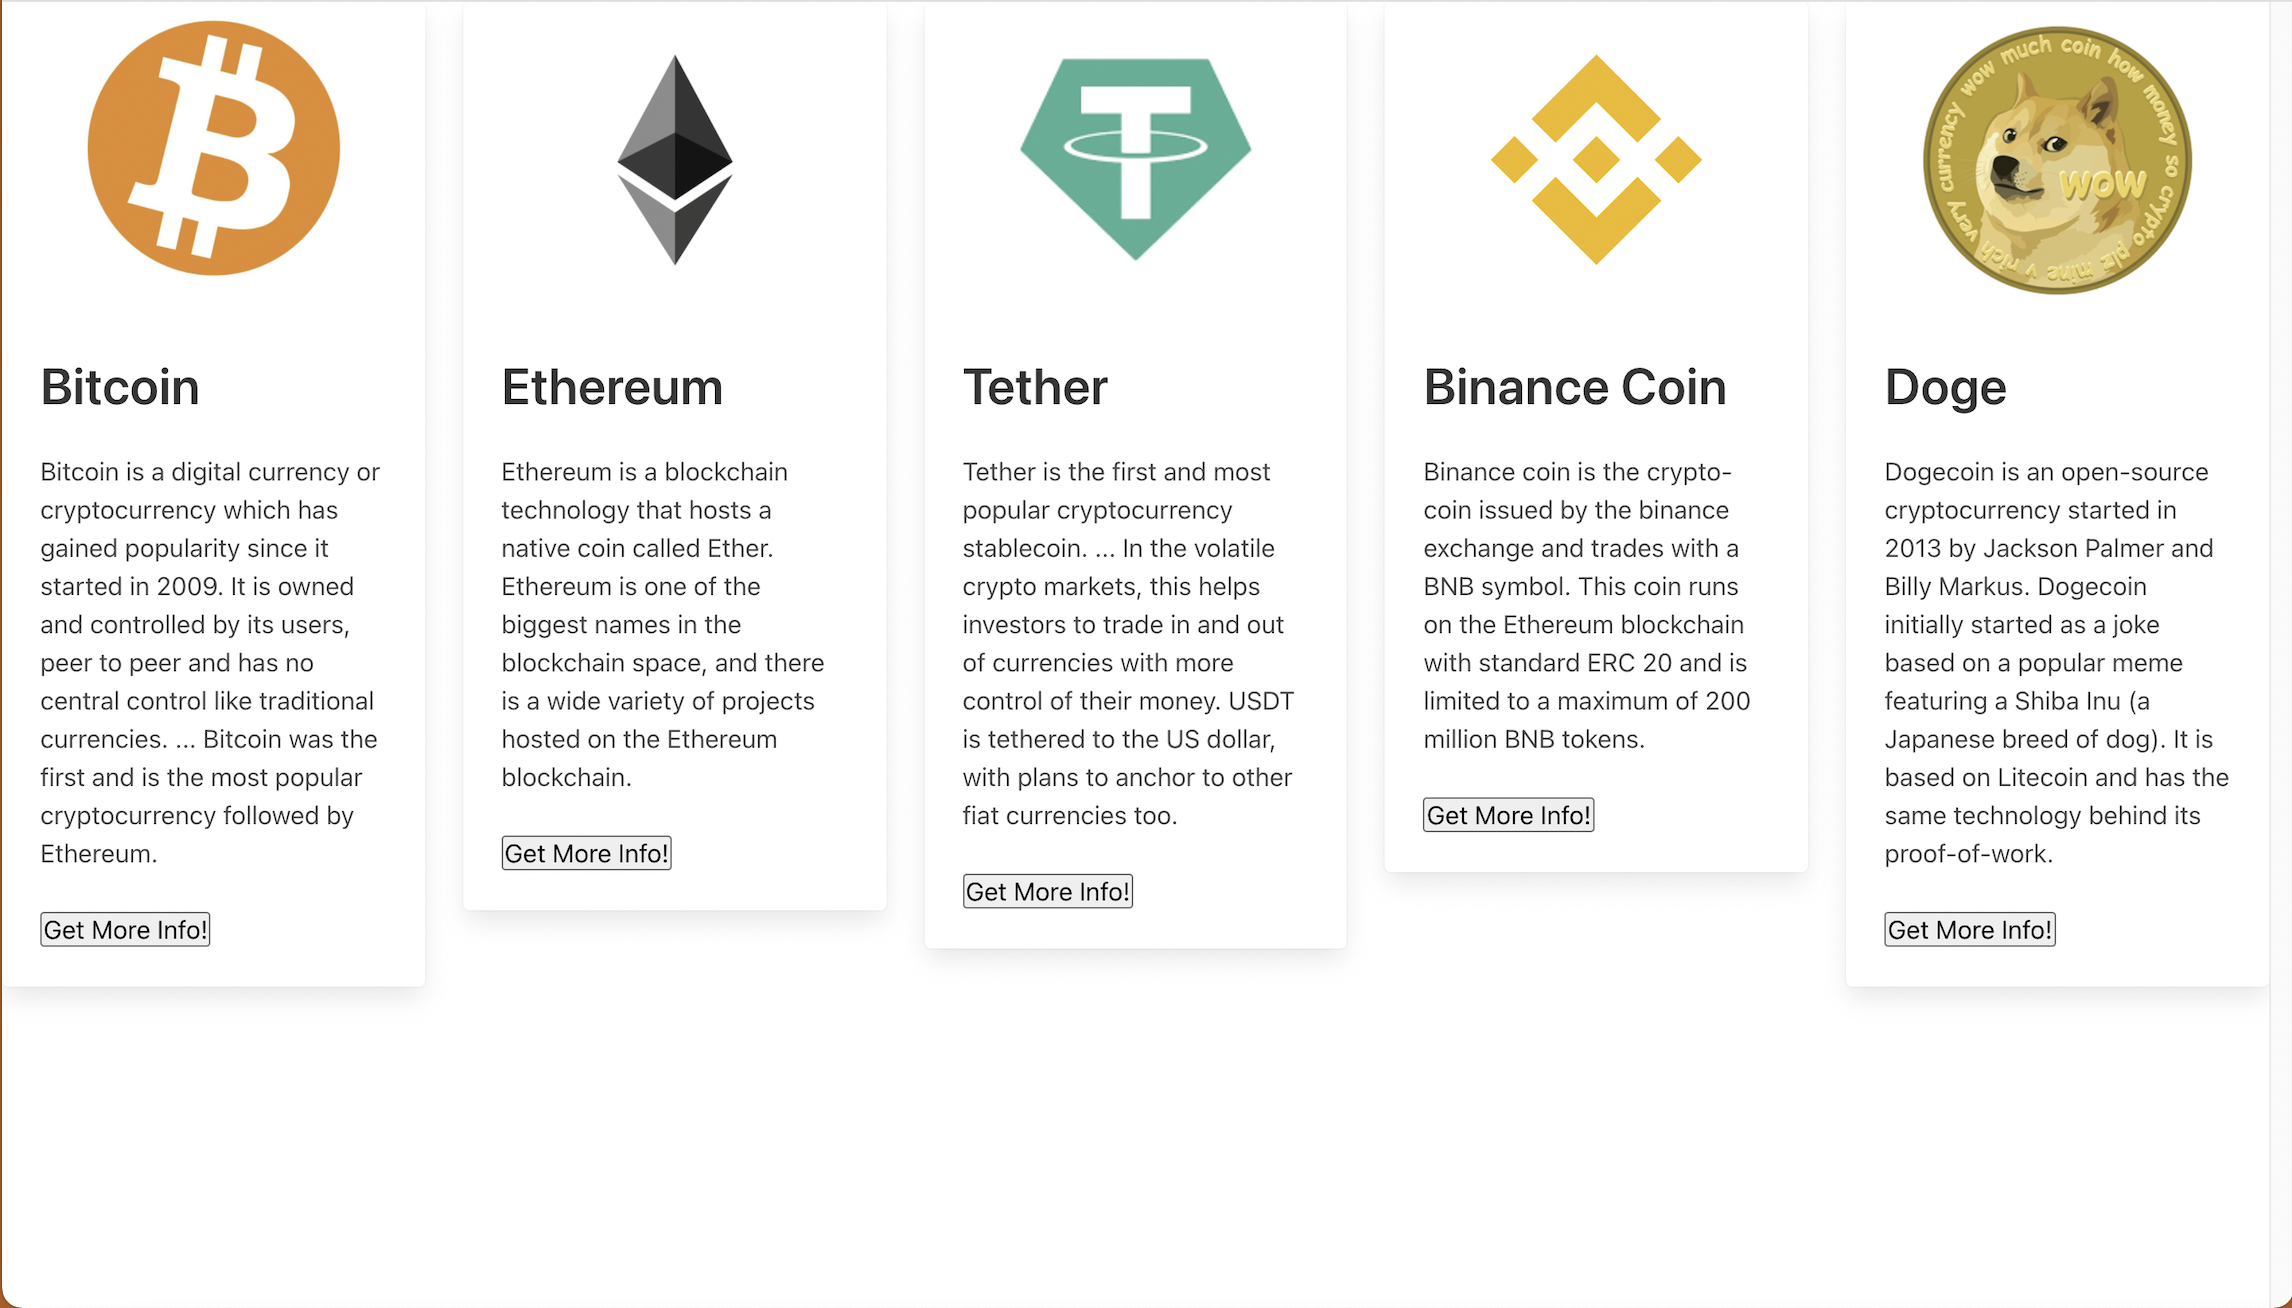 Bitcoin
Bitcoin is a digital currency or
cryptocurrency which has
gained popularity since it
started in 2009. It is owned
and controlled by its users,
peer to peer and has no
central control like traditional
currencies. ... Bitcoin was the
first and is the most popular
cryptocurrency followed by
Ethereum.
Get More Info!
Ethereum
Ethereum is a blockchain
technology that hosts a
native coin called Ether.
Ethereum is one of the
biggest names in the
blockchain space, and there
is a wide variety of projects
hosted on the Ethereum
blockchain.
Get More Info!
Tether
Tether is the first and most
popular cryptocurrency
stablecoin. ... In the volatile
crypto markets, this helps
investors to trade in and out
of currencies with more
control of their money. USDT
is tethered to the US dollar,
with plans to anchor to other
fiat currencies too.
Get More Info!
Binance Coin
Binance coin is the crypto-
coin issued by the binance
exchange and trades with a
BNB symbol. This coin runs
on the Ethereum blockchain
with standard ERC 20 and is
limited to a maximum of 200
million BNB tokens.
Get More Info!
very currency wow much coin how money so crypto plz mine v rich
wow
Doge
Dogecoin is an open-source
cryptocurrency started in
2013 by Jackson Palmer and
Billy Markus. Dogecoin
initially started as a joke
based on a popular meme
featuring a Shiba Inu (a
Japanese breed of dog). It is
based on Litecoin and has the
same technology behind its
proof-of-work.
Get More Info!